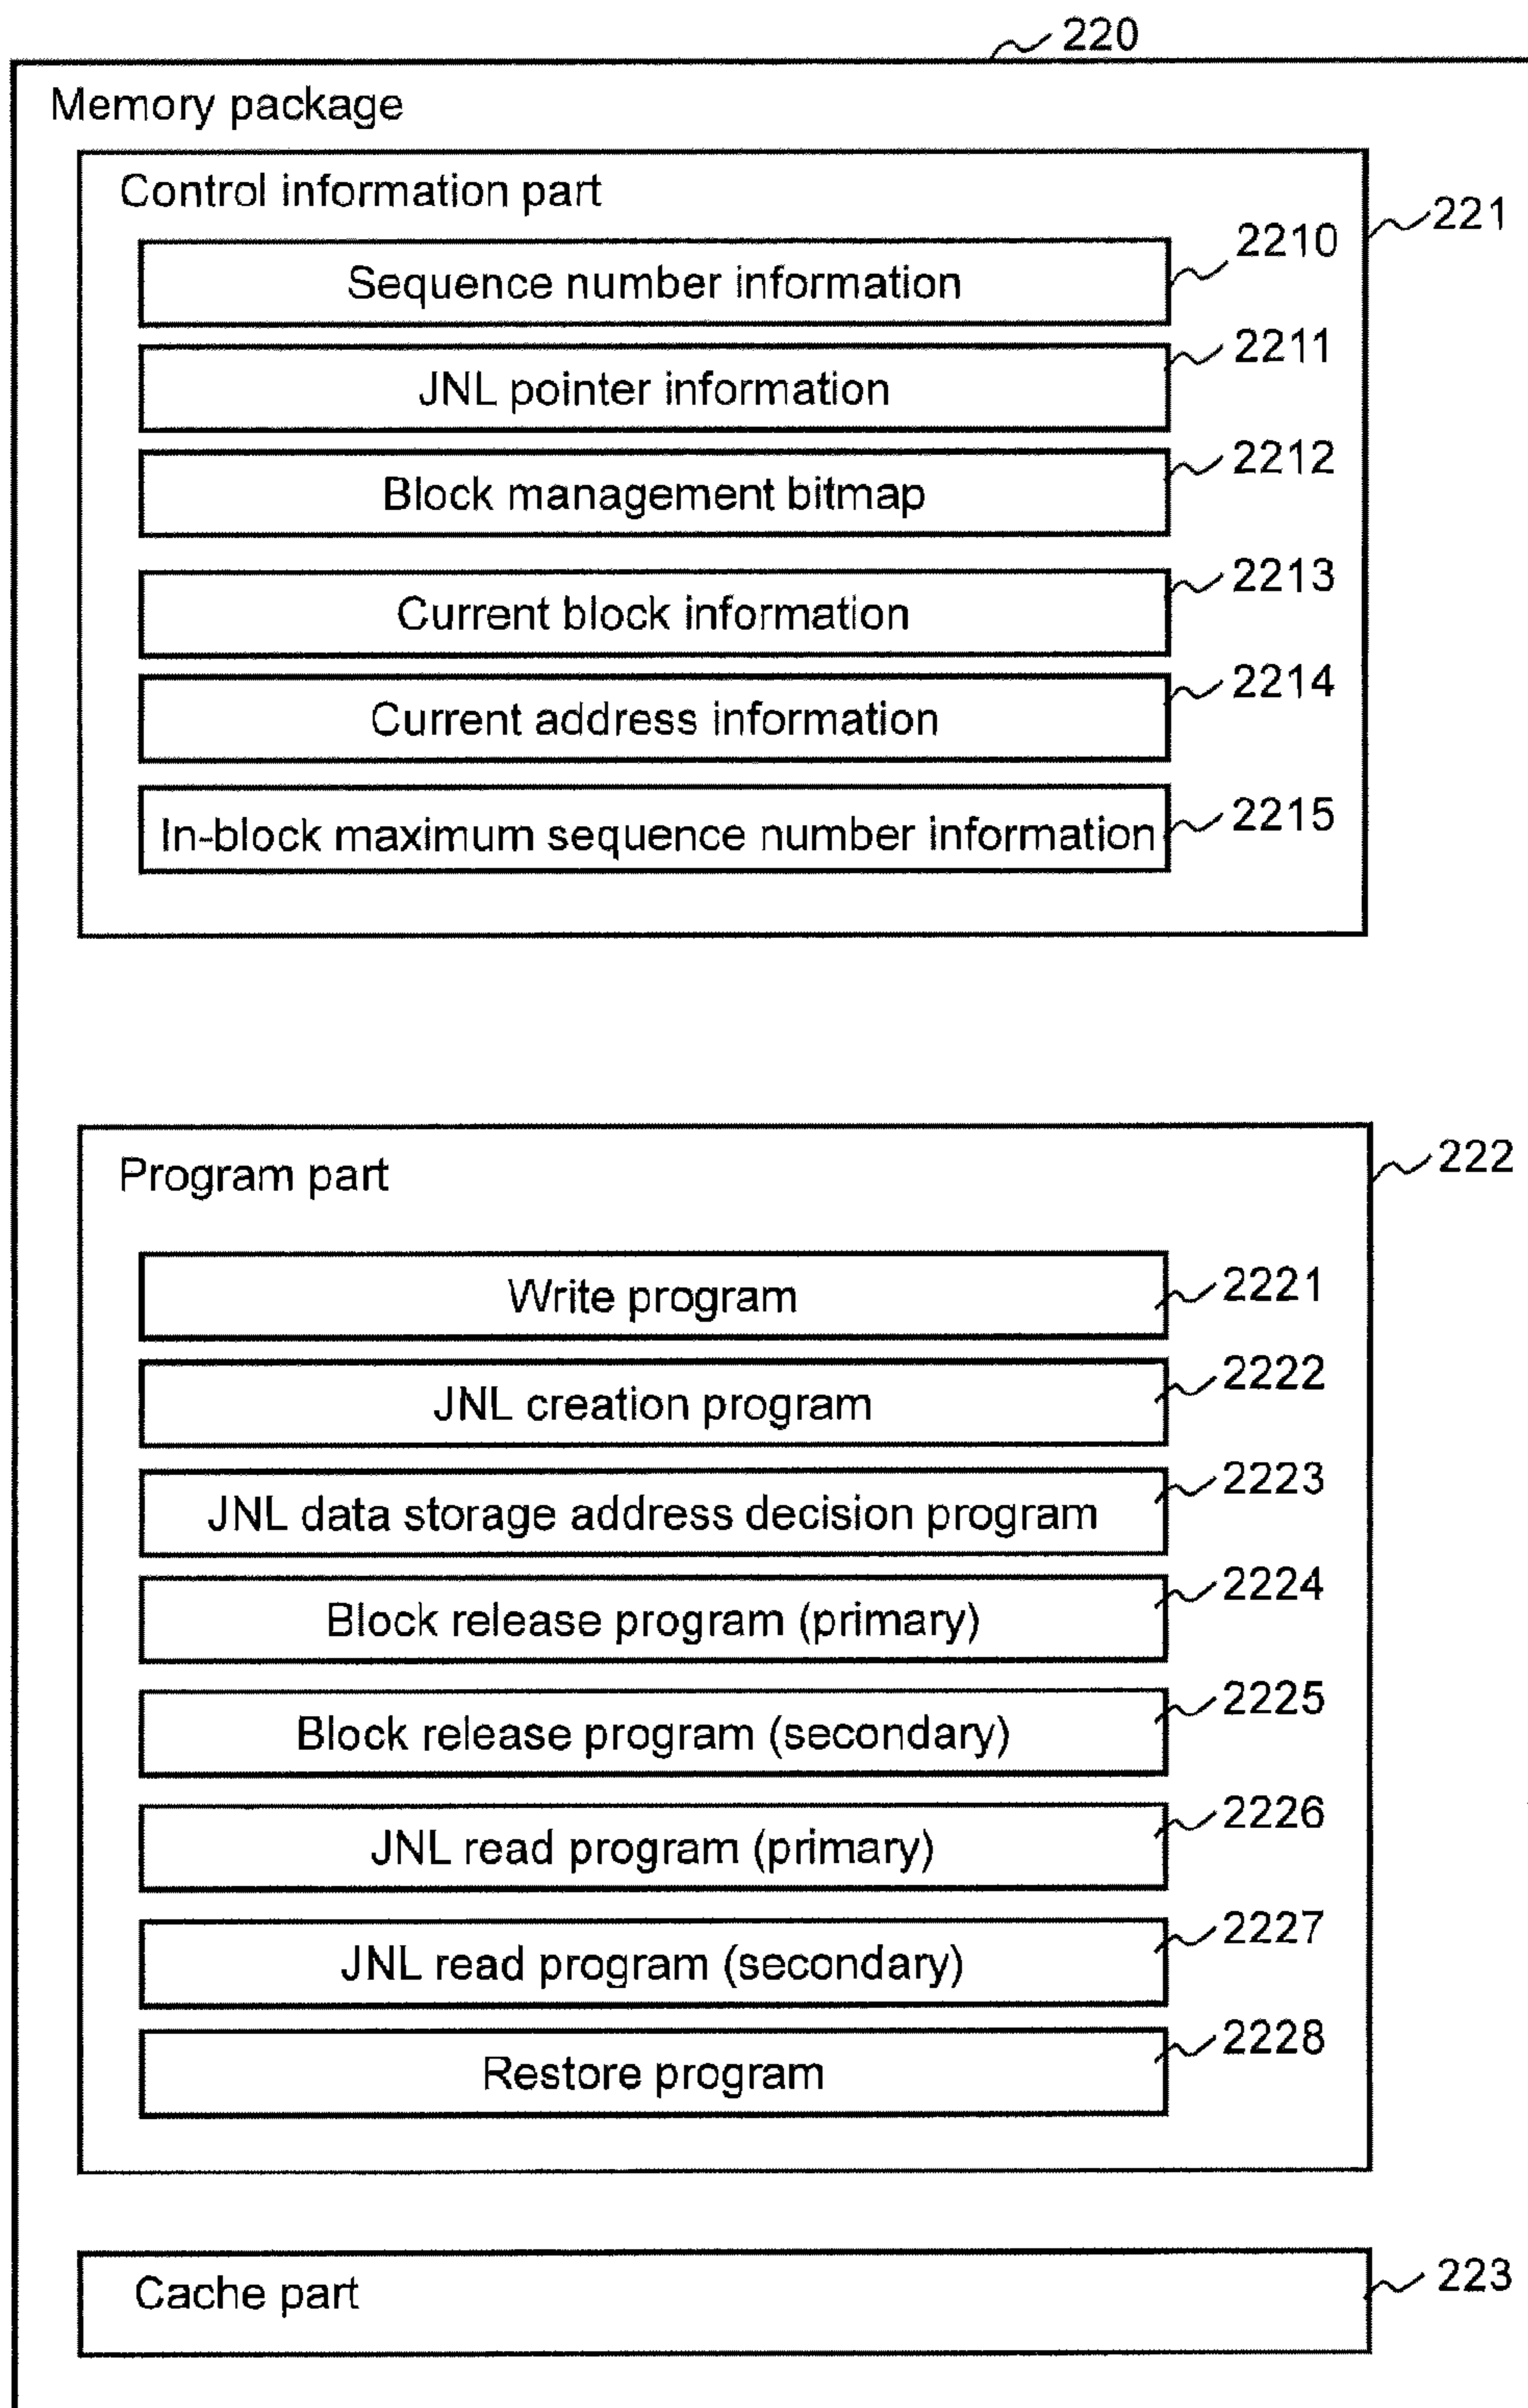 220
Memory package
Control information part
221
Sequence number information
2210
JNL pointer information
2211
Block management bitmap
2212
Current block information
2213
Current address information
2214
In-block maximum sequence number information
2215
Program part
222
Write program
2221
JNL creation program
2222
JNL data storage address decision program
2223
Block release program (primary)
2224
Block release program (secondary)
2225
JNL read program (primary)
2226
JNL read program (secondary)
2227
Restore program
2228
Cache part
223